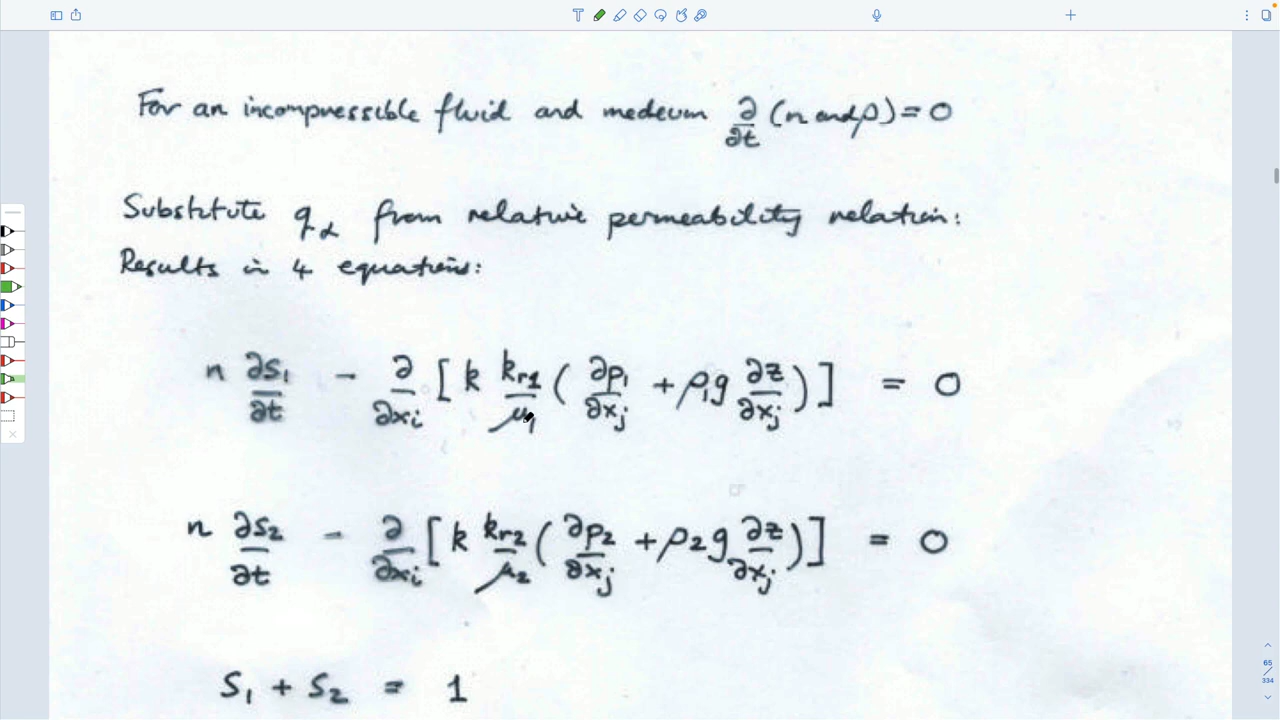 For an incompressible fluid and medium ∂/∂t (n and ρ) = 0
Substitute q_α from relative permeability relation:
Results in 4 equations:
n ∂S₁/∂t - ∂/∂xᵢ [ k k_r1/μ₁ ( ∂p₁/∂xⱼ + ρ₁g ∂z/∂xⱼ ) ] = 0
n ∂S₂/∂t - ∂/∂xᵢ [ k k_r2/μ₂ ( ∂p₂/∂xⱼ + ρ₂g ∂z/∂xⱼ ) ] = 0
S₁ + S₂ = 1
65
/
334